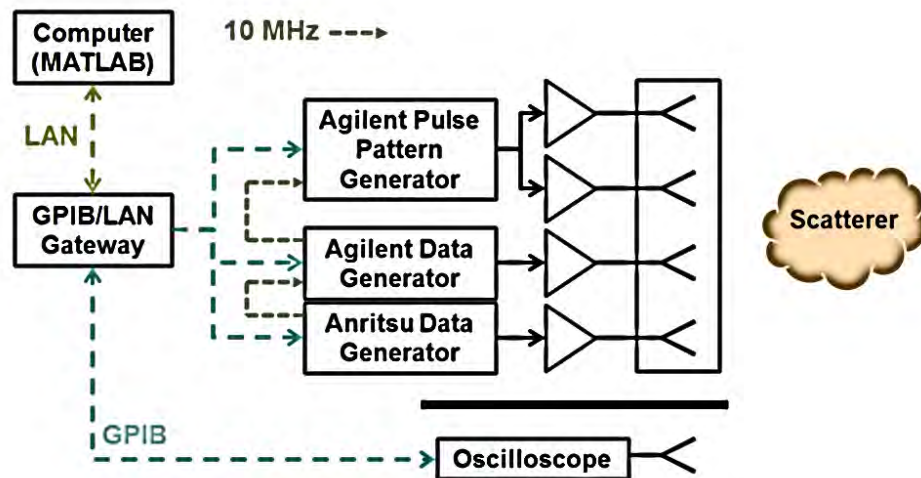 Computer
(MATLAB)
10 MHz
LAN
Agilent Pulse
Pattern
Generator
GPIB/LAN
Gateway
Scatterer
Agilent Data
Generator
Anritsu Data
Generator
GPIB
Oscilloscope